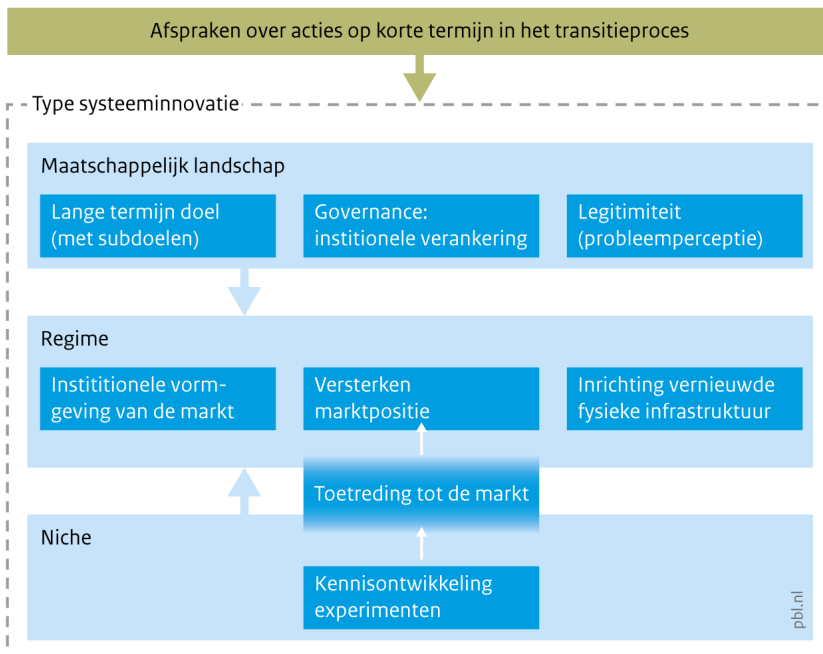 Afspraken over acties op korte termijn in het transitieproces
Type systeeminnovatie
Maatschappelijk landschap
Lange termijn doel
(met subdoelen)
Governance:
institionele verankering
Legitimiteit
(probleemperceptie)
Regime
Instititionele vorm-
geving van de markt
Versterken
marktpositie
Inrichting vernieuwde
fysieke infrastruktuur
Toetreding tot de markt
Niche
Kennisontwikkeling
experimenten
pbl.nl